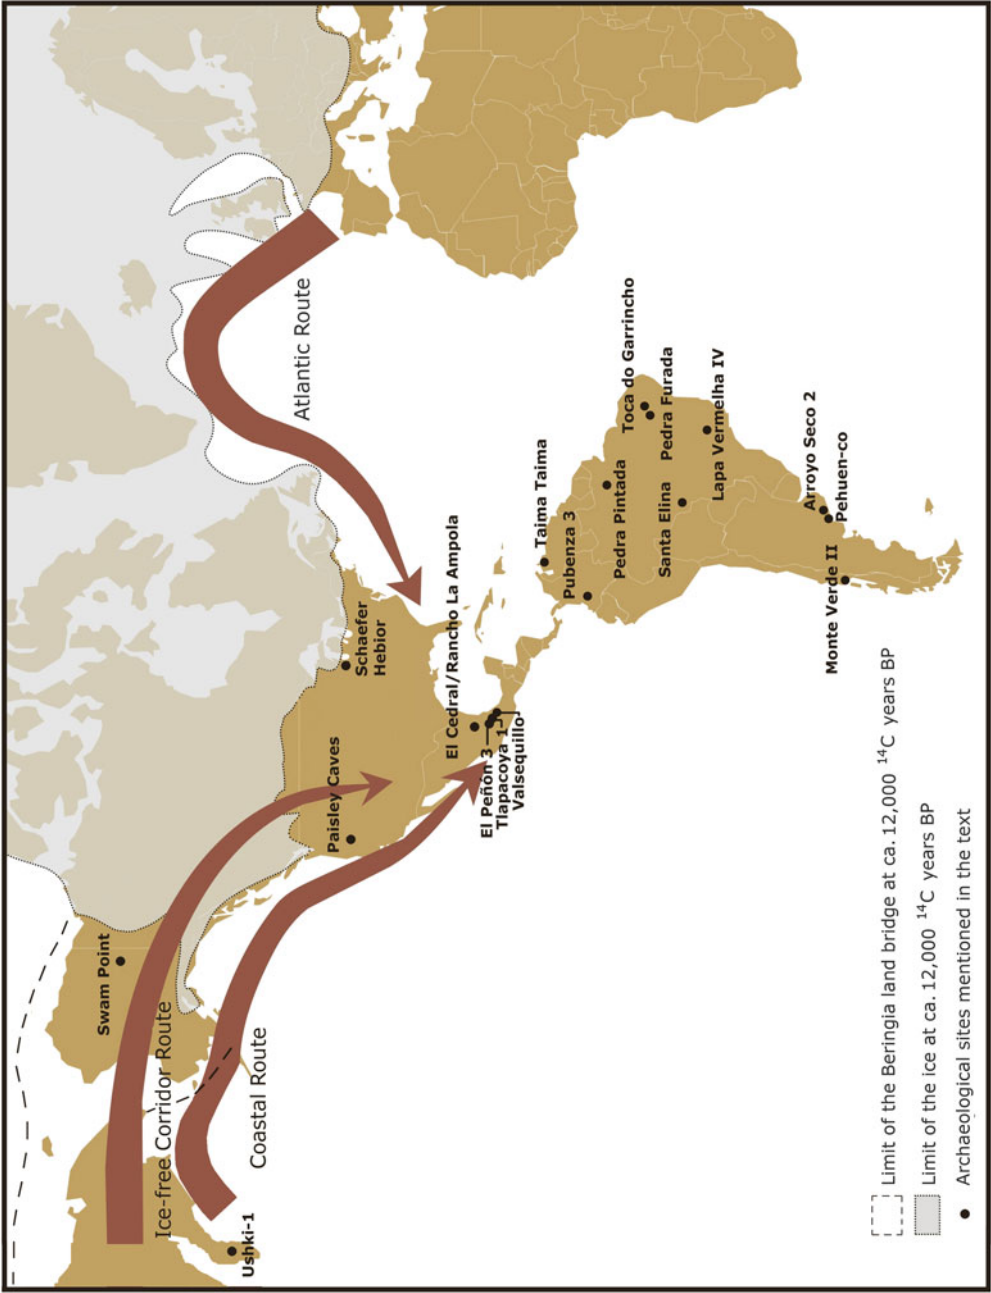 Atlantic Route
Ice-free Corridor Route
Coastal Route
Swam Point
Ushki-1
Paisley Caves
Schaefer
Hebior
El Cedral/Rancho La Ampola
El Peñón 3
Tlapacoya 1
Valsequillo
Taima Taima
Pubenza 3
Pedra Pintada
Toca do Garrincho
Pedra Furada
Santa Elina
Lapa Vermelha IV
Arroyo Seco 2
Pehuen-co
Monte Verde II
Limit of the Beringia land bridge at ca. 12,000 ¹⁴C years BP
Limit of the ice at ca. 12,000 ¹⁴C years BP
Archaeological sites mentioned in the text